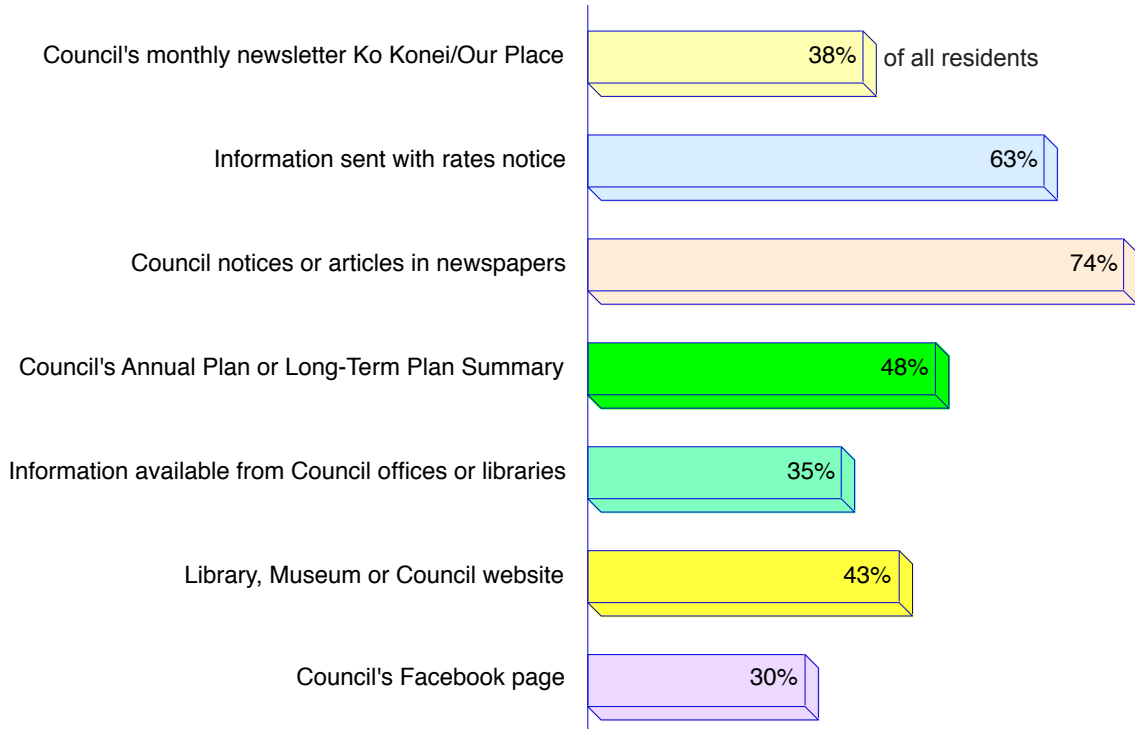 Council's monthly newsletter Ko Konei/Our Place 38% of all residents
Information sent with rates notice 63%
Council notices or articles in newspapers 74%
Council's Annual Plan or Long-Term Plan Summary 48%
Information available from Council offices or libraries 35%
Library, Museum or Council website 43%
Council's Facebook page 30%